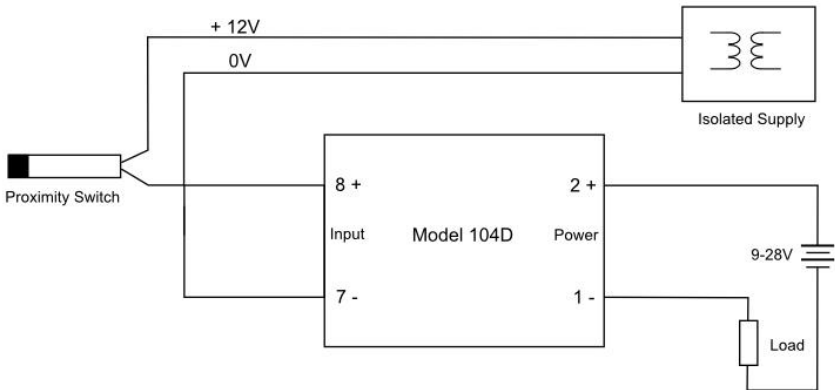 + 12V
0V
Isolated Supply
Proximity Switch
8 +
2 +
Input
Model 104D
Power
9-28V
7 -
1 -
Load